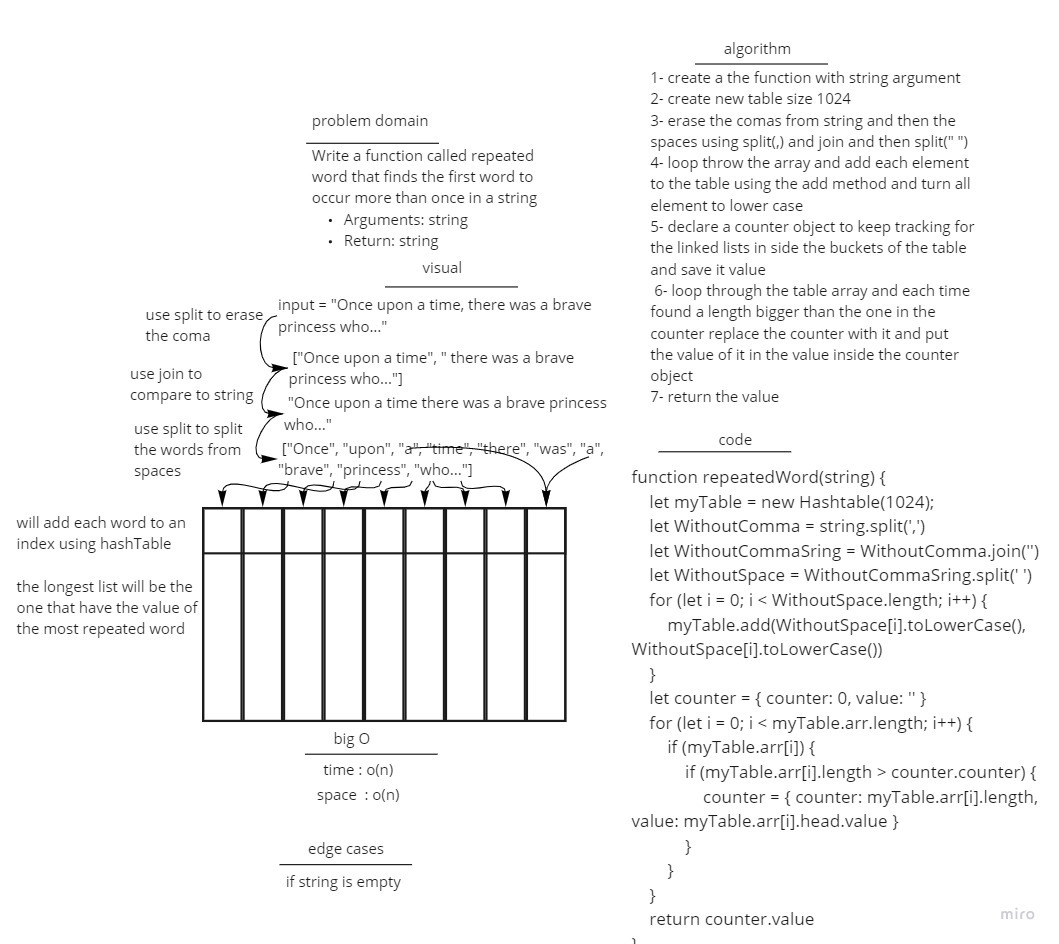 problem domain
Write a function called repeated
word that finds the first word to
occur more than once in a string
• Arguments: string
• Return: string
visual
input = "Once upon a time, there was a brave
princess who..."
use split to erase
the coma
["Once upon a time", " there was a brave
princess who..."]
use join to
compare to string
"Once upon a time there was a brave princess
who..."
use split to split
the words from
spaces
["Once", "upon", "a", "time", "there", "was", "a",
"brave", "princess", "who..."]
will add each word to an
index using hashTable
the longest list will be the
one that have the value of
the most repeated word
big O
time : o(n)
space : o(n)
edge cases
if string is empty
algorithm
1- create a the function with string argument
2- create new table size 1024
3- erase the comas from string and then the
spaces using split(,) and join and then split(" ")
4- loop throw the array and add each element
to the table using the add method and turn all
element to lower case
5- declare a counter object to keep tracking for
the linked lists in side the buckets of the table
and save it value
6- loop through the table array and each time
found a length bigger than the one in the
counter replace the counter with it and put
the value of it in the value inside the counter
object
7- return the value
code
function repeatedWord(string) {
let myTable = new Hashtable(1024);
let WithoutComma = string.split(',')
let WithoutCommaSring = WithoutComma.join('')
let WithoutSpace = WithoutCommaSring.split(' ')
for (let i = 0; i < WithoutSpace.length; i++) {
myTable.add(WithoutSpace[i].toLowerCase(),
WithoutSpace[i].toLowerCase())
}
let counter = { counter: 0, value: '' }
for (let i = 0; i < myTable.arr.length; i++) {
if (myTable.arr[i]) {
if (myTable.arr[i].length > counter.counter) {
counter = { counter: myTable.arr[i].length,
value: myTable.arr[i].head.value }
}
}
}
return counter.value
}
miro